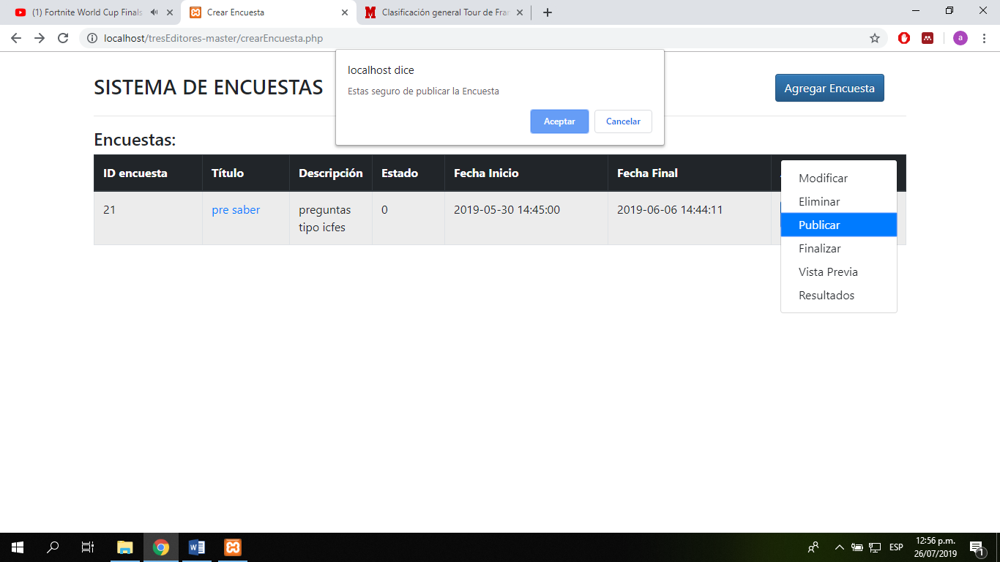 (1) Fortnite World Cup Finals
Crear Encuesta
Clasificación general Tour de Fran
localhost/tresEditores-master/crearEncuesta.php
a
localhost dice
Estas seguro de publicar la Encuesta
Aceptar
Cancelar
SISTEMA DE ENCUESTAS
Agregar Encuesta
Encuestas:
ID encuesta Título Descripción Estado Fecha Inicio Fecha Final
21 pre saber preguntas tipo icfes 0 2019-05-30 14:45:00 2019-06-06 14:44:11
Modificar
Eliminar
Publicar
Finalizar
Vista Previa
Resultados
ESP
12:56 p.m.
26/07/2019
1